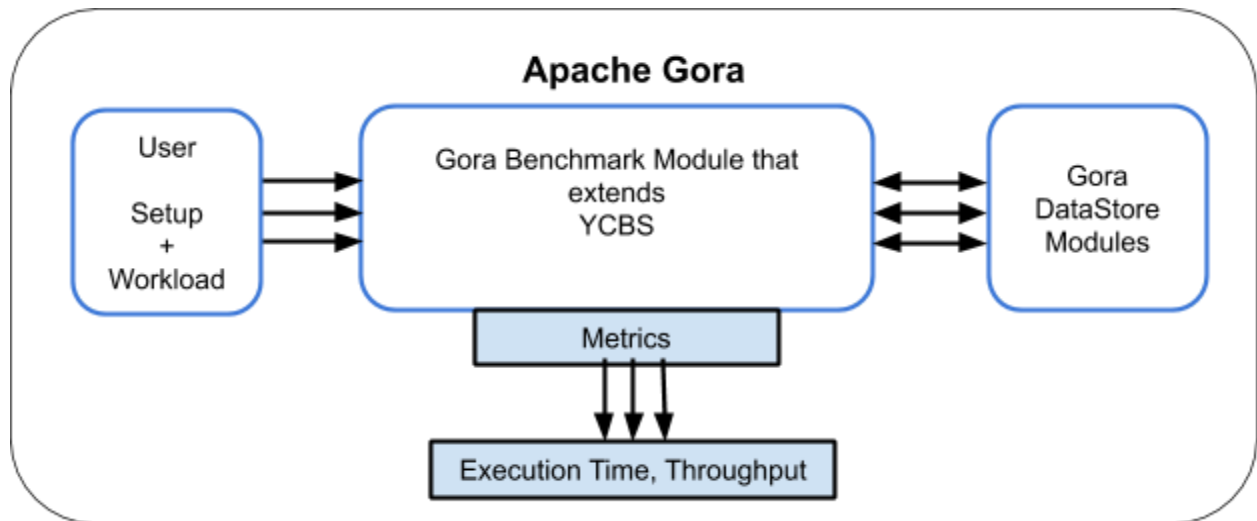 Apache Gora
User
Setup
+
Workload
Gora Benchmark Module that
extends
YCBS
Gora
DataStore
Modules
Metrics
Execution Time, Throughput